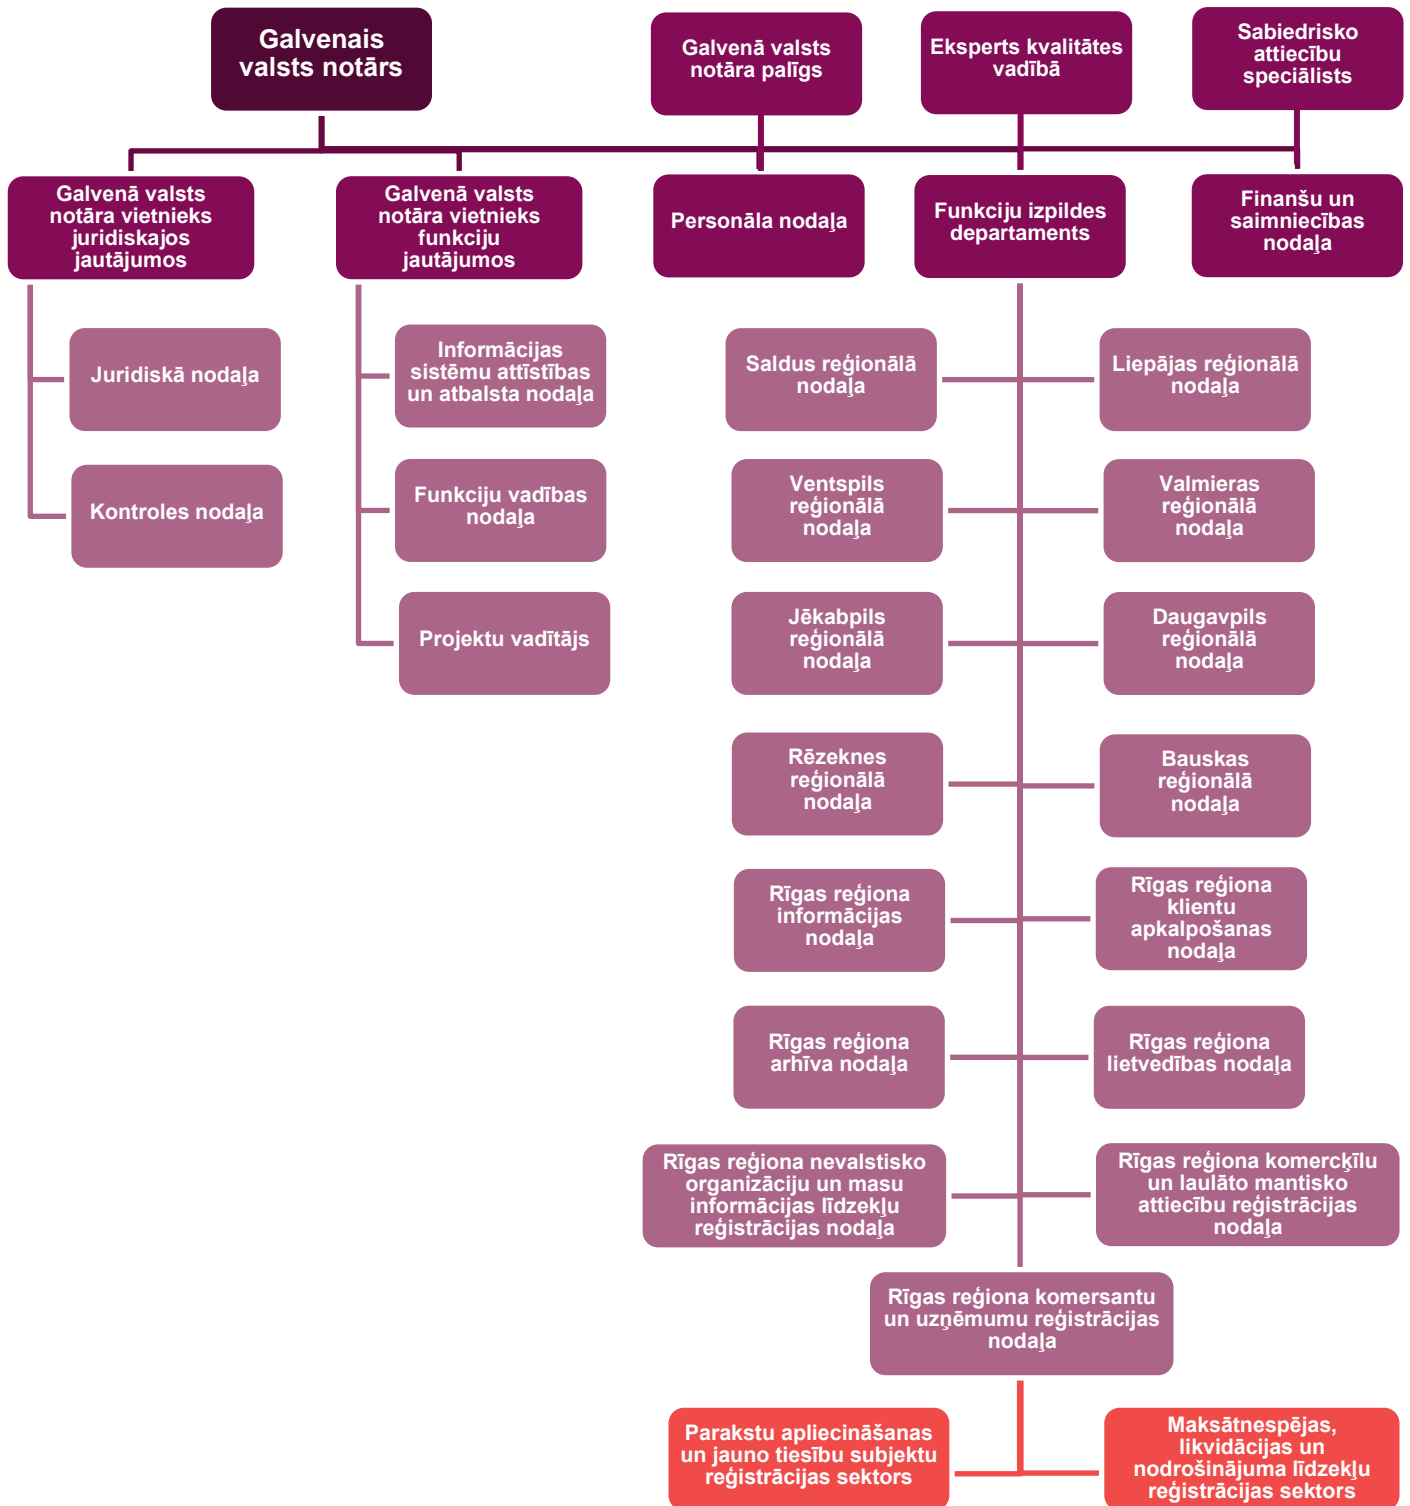 Galvenais
valsts notārs
Galvenā valsts
notāra palīgs
Eksperts kvalitātes
vadībā
Sabiedrisko
attiecību
speciālists
Galvenā valsts
notāra vietnieks
juridiskajos
jautājumos
Galvenā valsts
notāra vietnieks
funkciju
jautājumos
Personāla nodaļa
Funkciju izpildes
departaments
Finanšu un
saimniecības
nodaļa
Juridiskā nodaļa
Kontroles nodaļa
Informācijas
sistēmu attīstības
un atbalsta nodaļa
Funkciju vadības
nodaļa
Projektu vadītājs
Saldus reģionālā
nodaļa
Liepājas reģionālā
nodaļa
Ventspils
reģionālā
nodaļa
Valmieras
reģionālā
nodaļa
Jēkabpils
reģionālā
nodaļa
Daugavpils
reģionālā
nodaļa
Rēzeknes
reģionālā
nodaļa
Bauskas
reģionālā
nodaļa
Rīgas reģiona
informācijas
nodaļa
Rīgas reģiona
klientu
apkalpošanas
nodaļa
Rīgas reģiona
arhīva nodaļa
Rīgas reģiona
lietvedības nodaļa
Rīgas reģiona nevalstisko
organizāciju un masu
informācijas līdzekļu
reģistrācijas nodaļa
Rīgas reģiona komercķīlu
un laulāto mantisko
attiecību reģistrācijas
nodaļa
Rīgas reģiona komersantu
un uzņēmumu reģistrācijas
nodaļa
Parakstu apliecināšanas
un jauno tiesību subjektu
reģistrācijas sektors
Maksātnespējas,
likvidācijas un
nodrošinājuma līdzekļu
reģistrācijas sektors